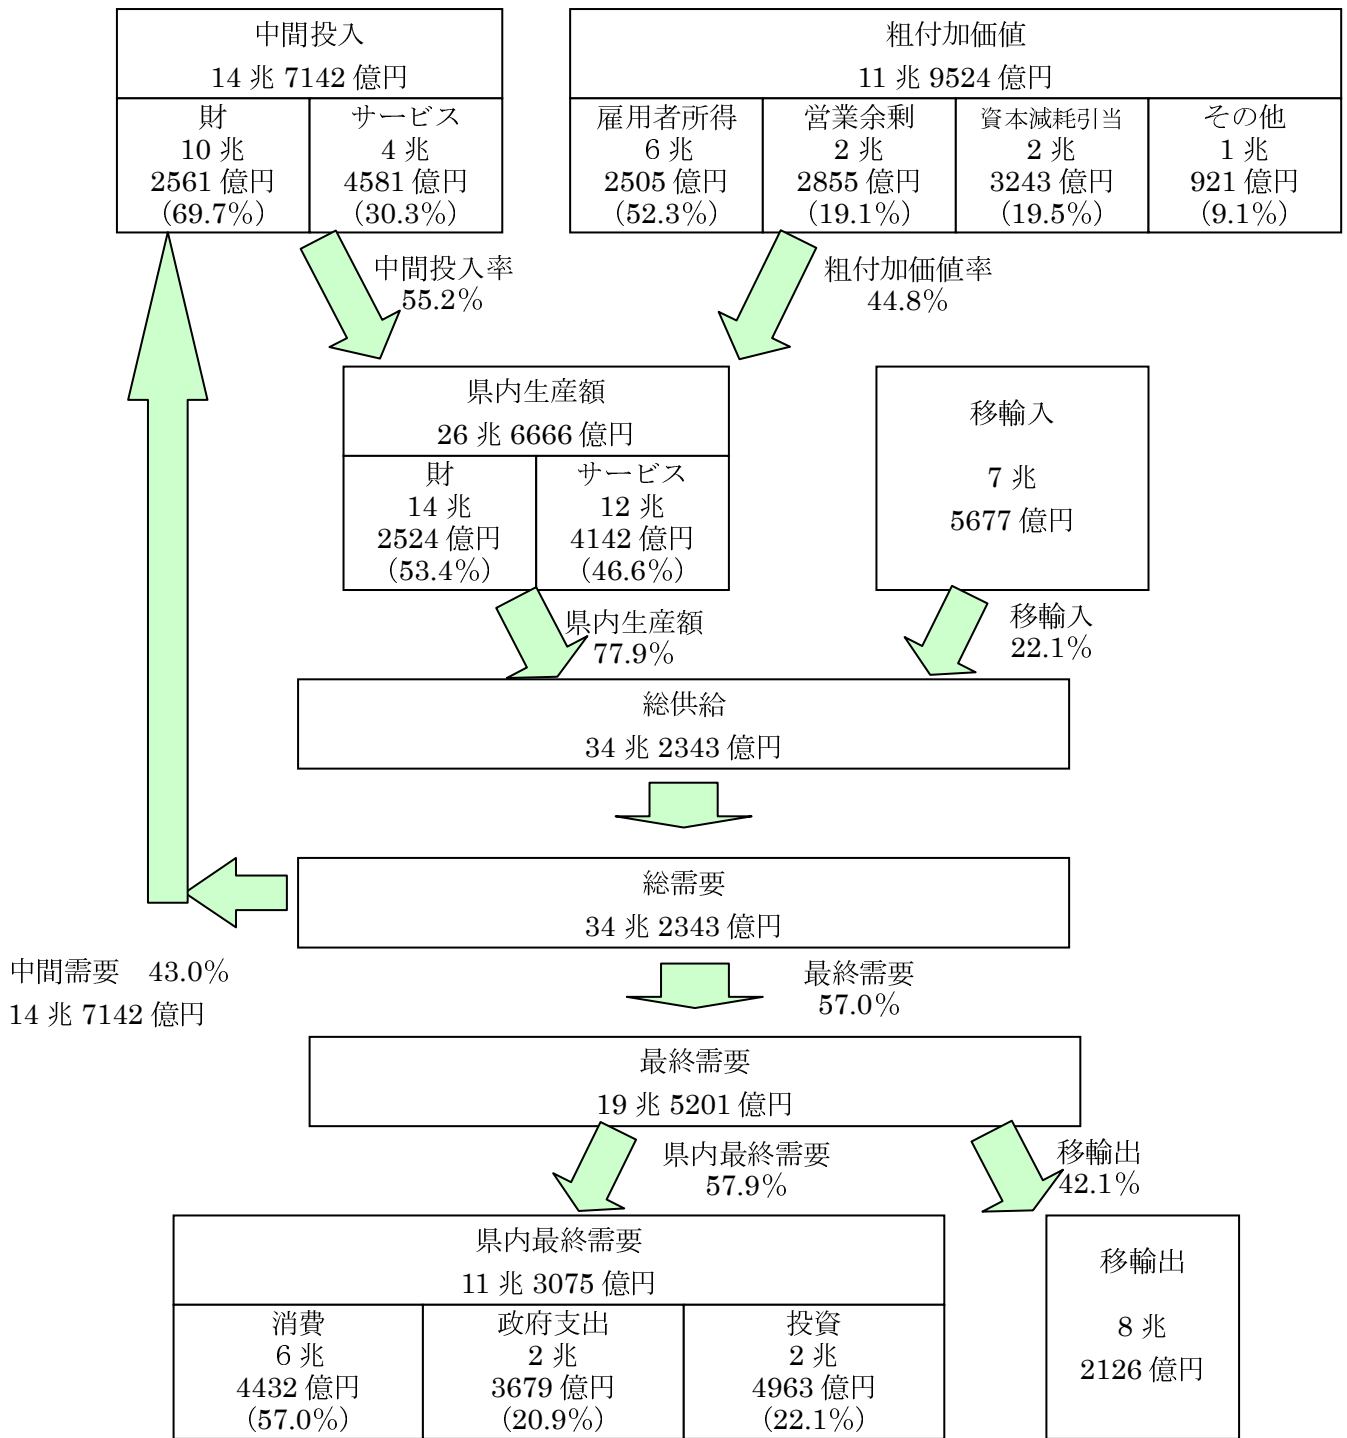 中間投入
14 兆 7142 億円
財
10 兆
2561 億円
(69.7%)
サービス
4 兆
4581 億円
(30.3%)
粗付加価値
11 兆 9524 億円
雇用者所得
6 兆
2505 億円
(52.3%)
営業余剰
2 兆
2855 億円
(19.1%)
資本減耗引当
2 兆
3243 億円
(19.5%)
その他
1 兆
921 億円
(9.1%)
中間投入率
55.2%
粗付加価値率
44.8%
県内生産額
26 兆 6666 億円
財
14 兆
2524 億円
(53.4%)
サービス
12 兆
4142 億円
(46.6%)
移輸入
7 兆
5677 億円
県内生産額
77.9%
移輸入
22.1%
総供給
34 兆 2343 億円
総需要
34 兆 2343 億円
中間需要　43.0%
14 兆 7142 億円
最終需要
57.0%
最終需要
19 兆 5201 億円
県内最終需要
57.9%
移輸出
42.1%
県内最終需要
11 兆 3075 億円
消費
6 兆
4432 億円
(57.0%)
政府支出
2 兆
3679 億円
(20.9%)
投資
2 兆
4963 億円
(22.1%)
移輸出
8 兆
2126 億円